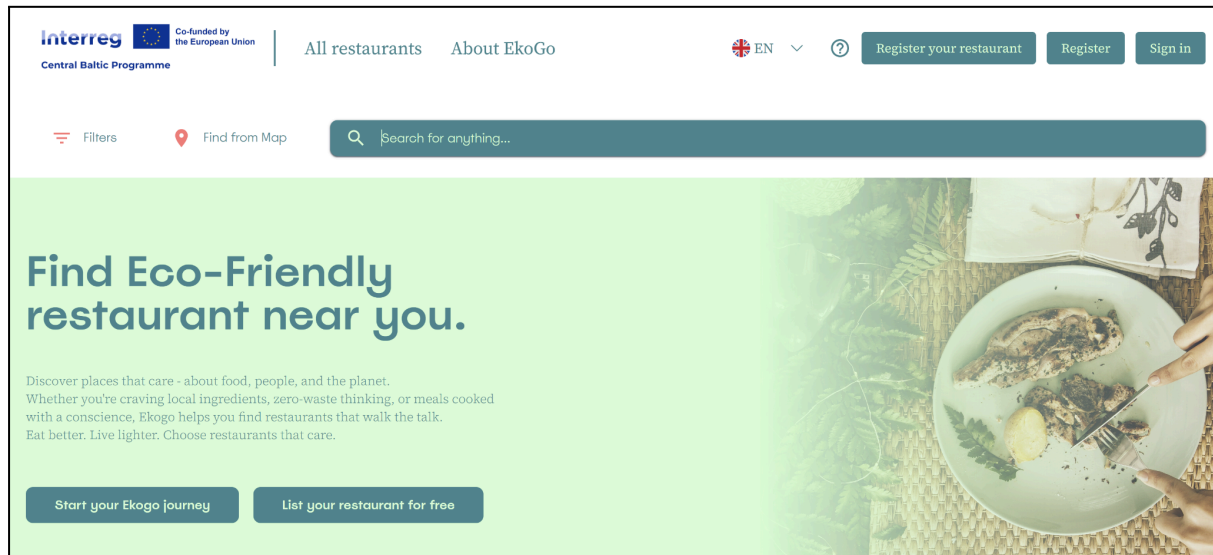 Interreg
Co-funded by
the European Union
Central Baltic Programme
All restaurants
About EkoGo
EN
Register your restaurant
Register
Sign in
Filters
Find from Map
Search for anything...
Find Eco-Friendly
restaurant near you.
Discover places that care - about food, people, and the planet.
Whether you're craving local ingredients, zero-waste thinking, or meals cooked
with a conscience, Ekogo helps you find restaurants that walk the talk.
Eat better. Live lighter. Choose restaurants that care.
Start your Ekogo journey
List your restaurant for free